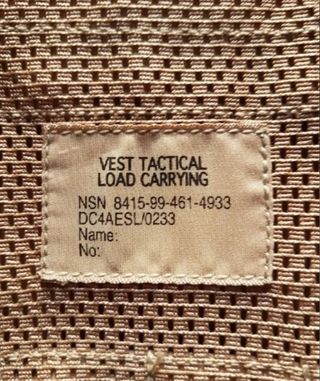 VEST TACTICAL
LOAD CARRYING
NSN 8415-99-461-4933
DC4AESL/0233
Name:
No: